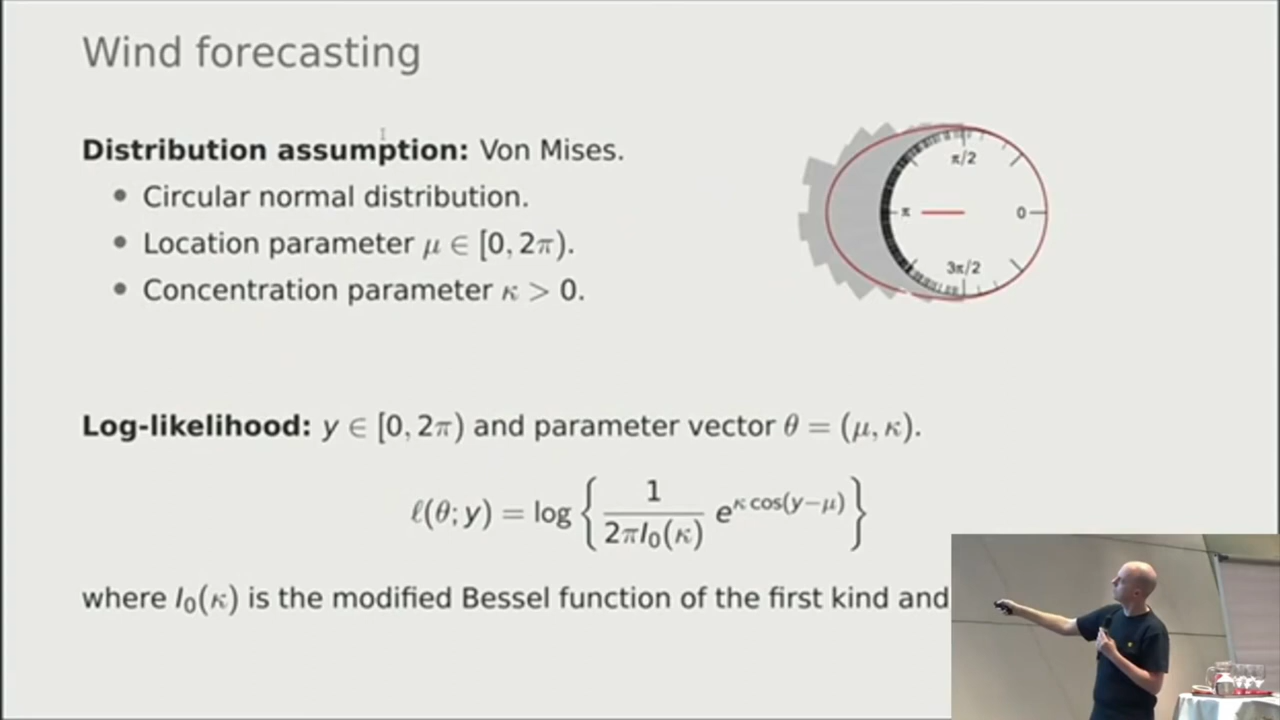 Wind forecasting
Distribution assumption: Von Mises.
• Circular normal distribution.
• Location parameter μ ∈ [0, 2π).
• Concentration parameter κ > 0.
π/2
π
0
3π/2
Log-likelihood: y ∈ [0, 2π) and parameter vector θ = (μ, κ).
ℓ(θ; y) = log { 1 / 2πI₀(κ) e^{κ cos(y−μ)} }
where I₀(κ) is the modified Bessel function of the first kind and